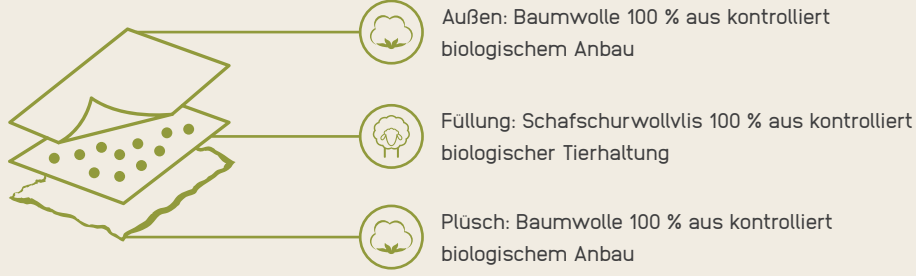 Außen: Baumwolle 100 % aus kontrolliert
biologischem Anbau
Füllung: Schafschurwollvlis 100 % aus kontrolliert
biologischer Tierhaltung
Plüsch: Baumwolle 100 % aus kontrolliert
biologischem Anbau